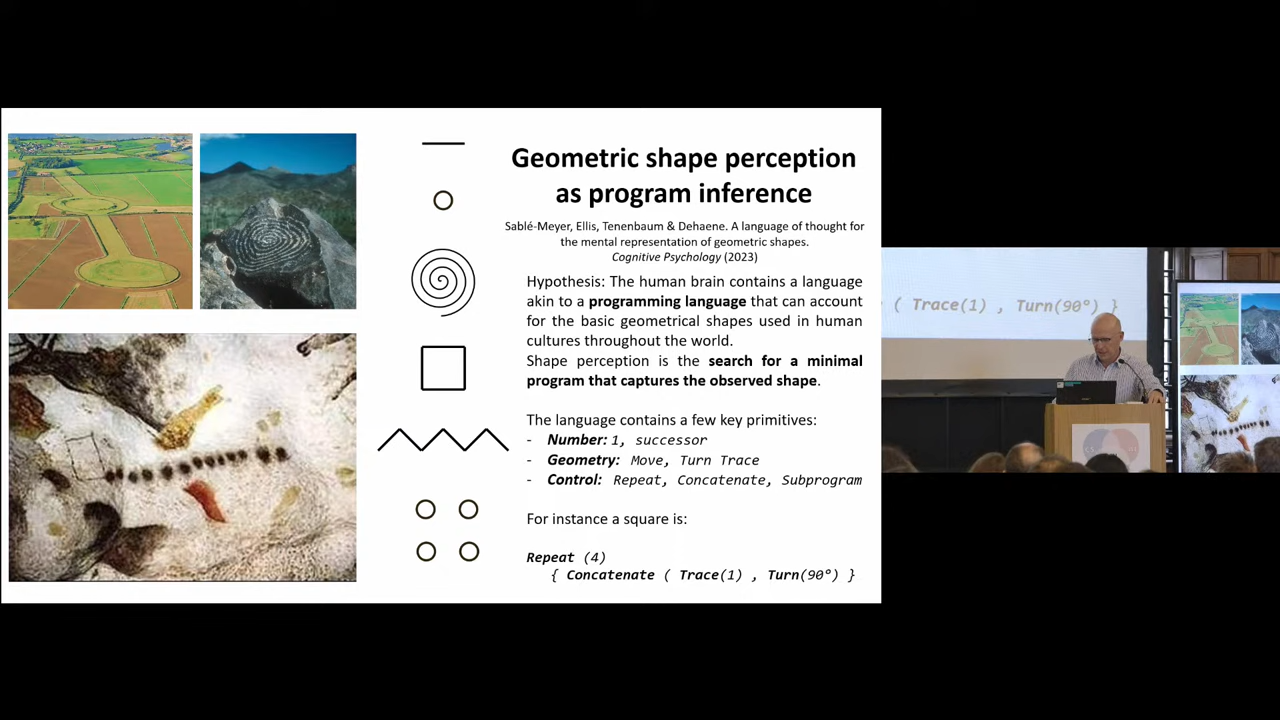 Geometric shape perception
as program inference
Sablé-Meyer, Ellis, Tenenbaum & Dehaene. A language of thought for
the mental representation of geometric shapes.
Cognitive Psychology (2023)
Hypothesis: The human brain contains a language
akin to a programming language that can account
for the basic geometrical shapes used in human
cultures throughout the world.
Shape perception is the search for a minimal
program that captures the observed shape.
The language contains a few key primitives:
- Number: 1, successor
- Geometry: Move, Turn Trace
- Control: Repeat, Concatenate, Subprogram
For instance a square is:
Repeat (4)
{ Concatenate ( Trace(1) , Turn(90°) }
( Trace(1) , Turn(90°) }